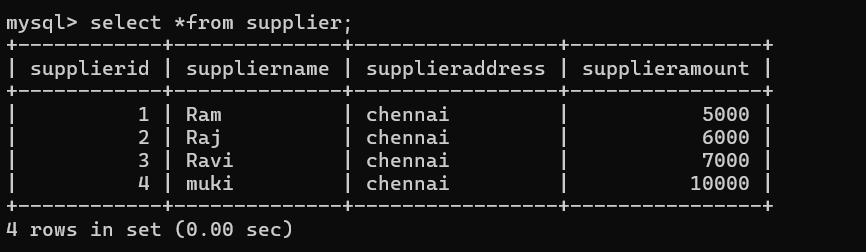 mysql> select *from supplier;
+------------+--------------+-----------------+----------------+
| supplierid | suppliername | supplieraddress | supplieramount |
+------------+--------------+-----------------+----------------+
|          1 | Ram          | chennai         |           5000 |
|          2 | Raj          | chennai         |           6000 |
|          3 | Ravi         | chennai         |           7000 |
|          4 | muki         | chennai         |          10000 |
+------------+--------------+-----------------+----------------+
4 rows in set (0.00 sec)